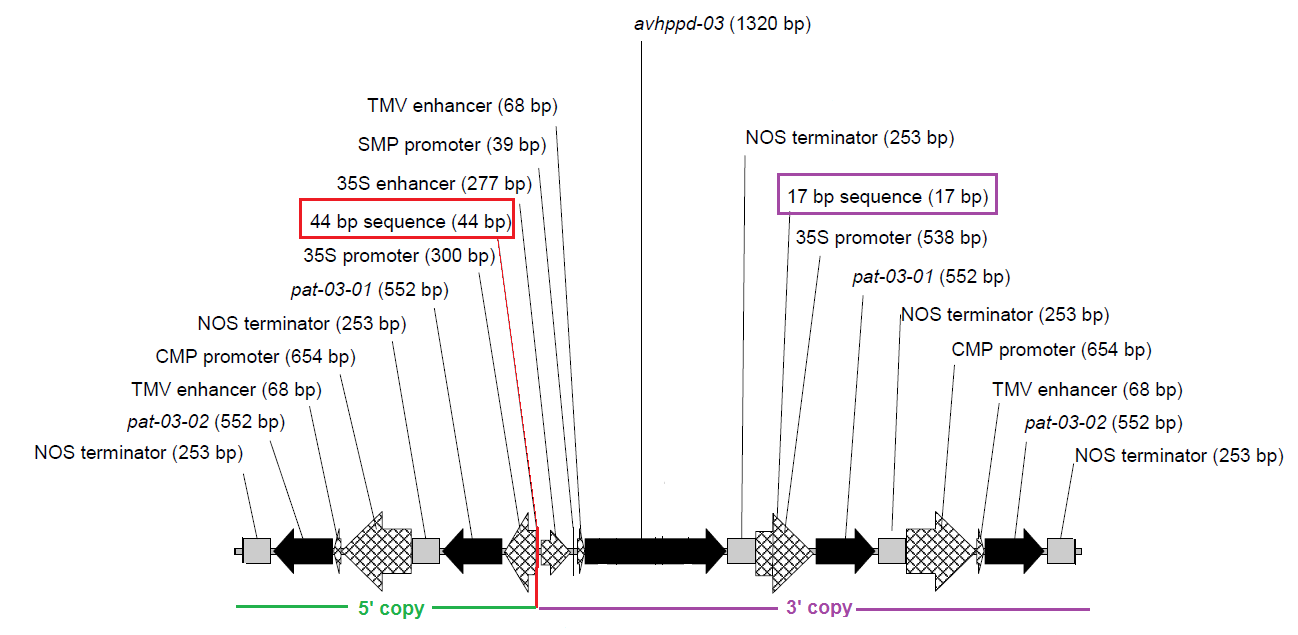 avhppd-03 (1320 bp)
TMV enhancer (68 bp)
SMP promoter (39 bp)
35S enhancer (277 bp)
44 bp sequence (44 bp)
35S promoter (300 bp)
pat-03-01 (552 bp)
NOS terminator (253 bp)
CMP promoter (654 bp)
TMV enhancer (68 bp)
pat-03-02 (552 bp)
NOS terminator (253 bp)
NOS terminator (253 bp)
17 bp sequence (17 bp)
35S promoter (538 bp)
pat-03-01 (552 bp)
NOS terminator (253 bp)
CMP promoter (654 bp)
TMV enhancer (68 bp)
pat-03-02 (552 bp)
NOS terminator (253 bp)
5' copy
3' copy